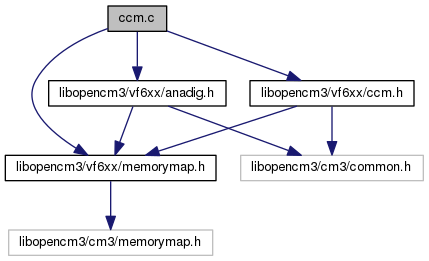 ccm.c
libopencm3/vf6xx/anadig.h
libopencm3/vf6xx/ccm.h
libopencm3/vf6xx/memorymap.h
libopencm3/cm3/common.h
libopencm3/cm3/memorymap.h